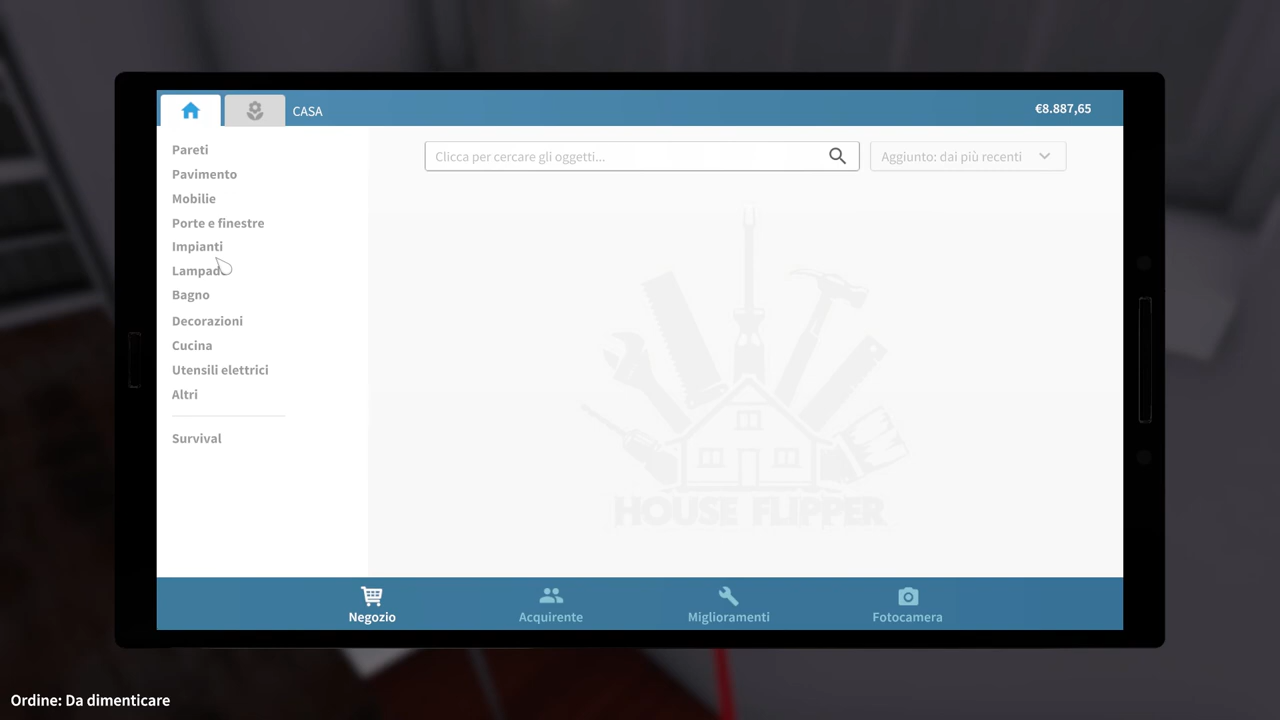 CASA
€8.887,65
Pareti
Pavimento
Mobilie
Porte e finestre
Impianti
Lampade
Bagno
Decorazioni
Cucina
Utensili elettrici
Altri
Survival
Clicca per cercare gli oggetti...
Aggiunto: dai più recenti
HOUSE FLIPPER
Negozio
Acquirente
Miglioramenti
Fotocamera
Ordine: Da dimenticare